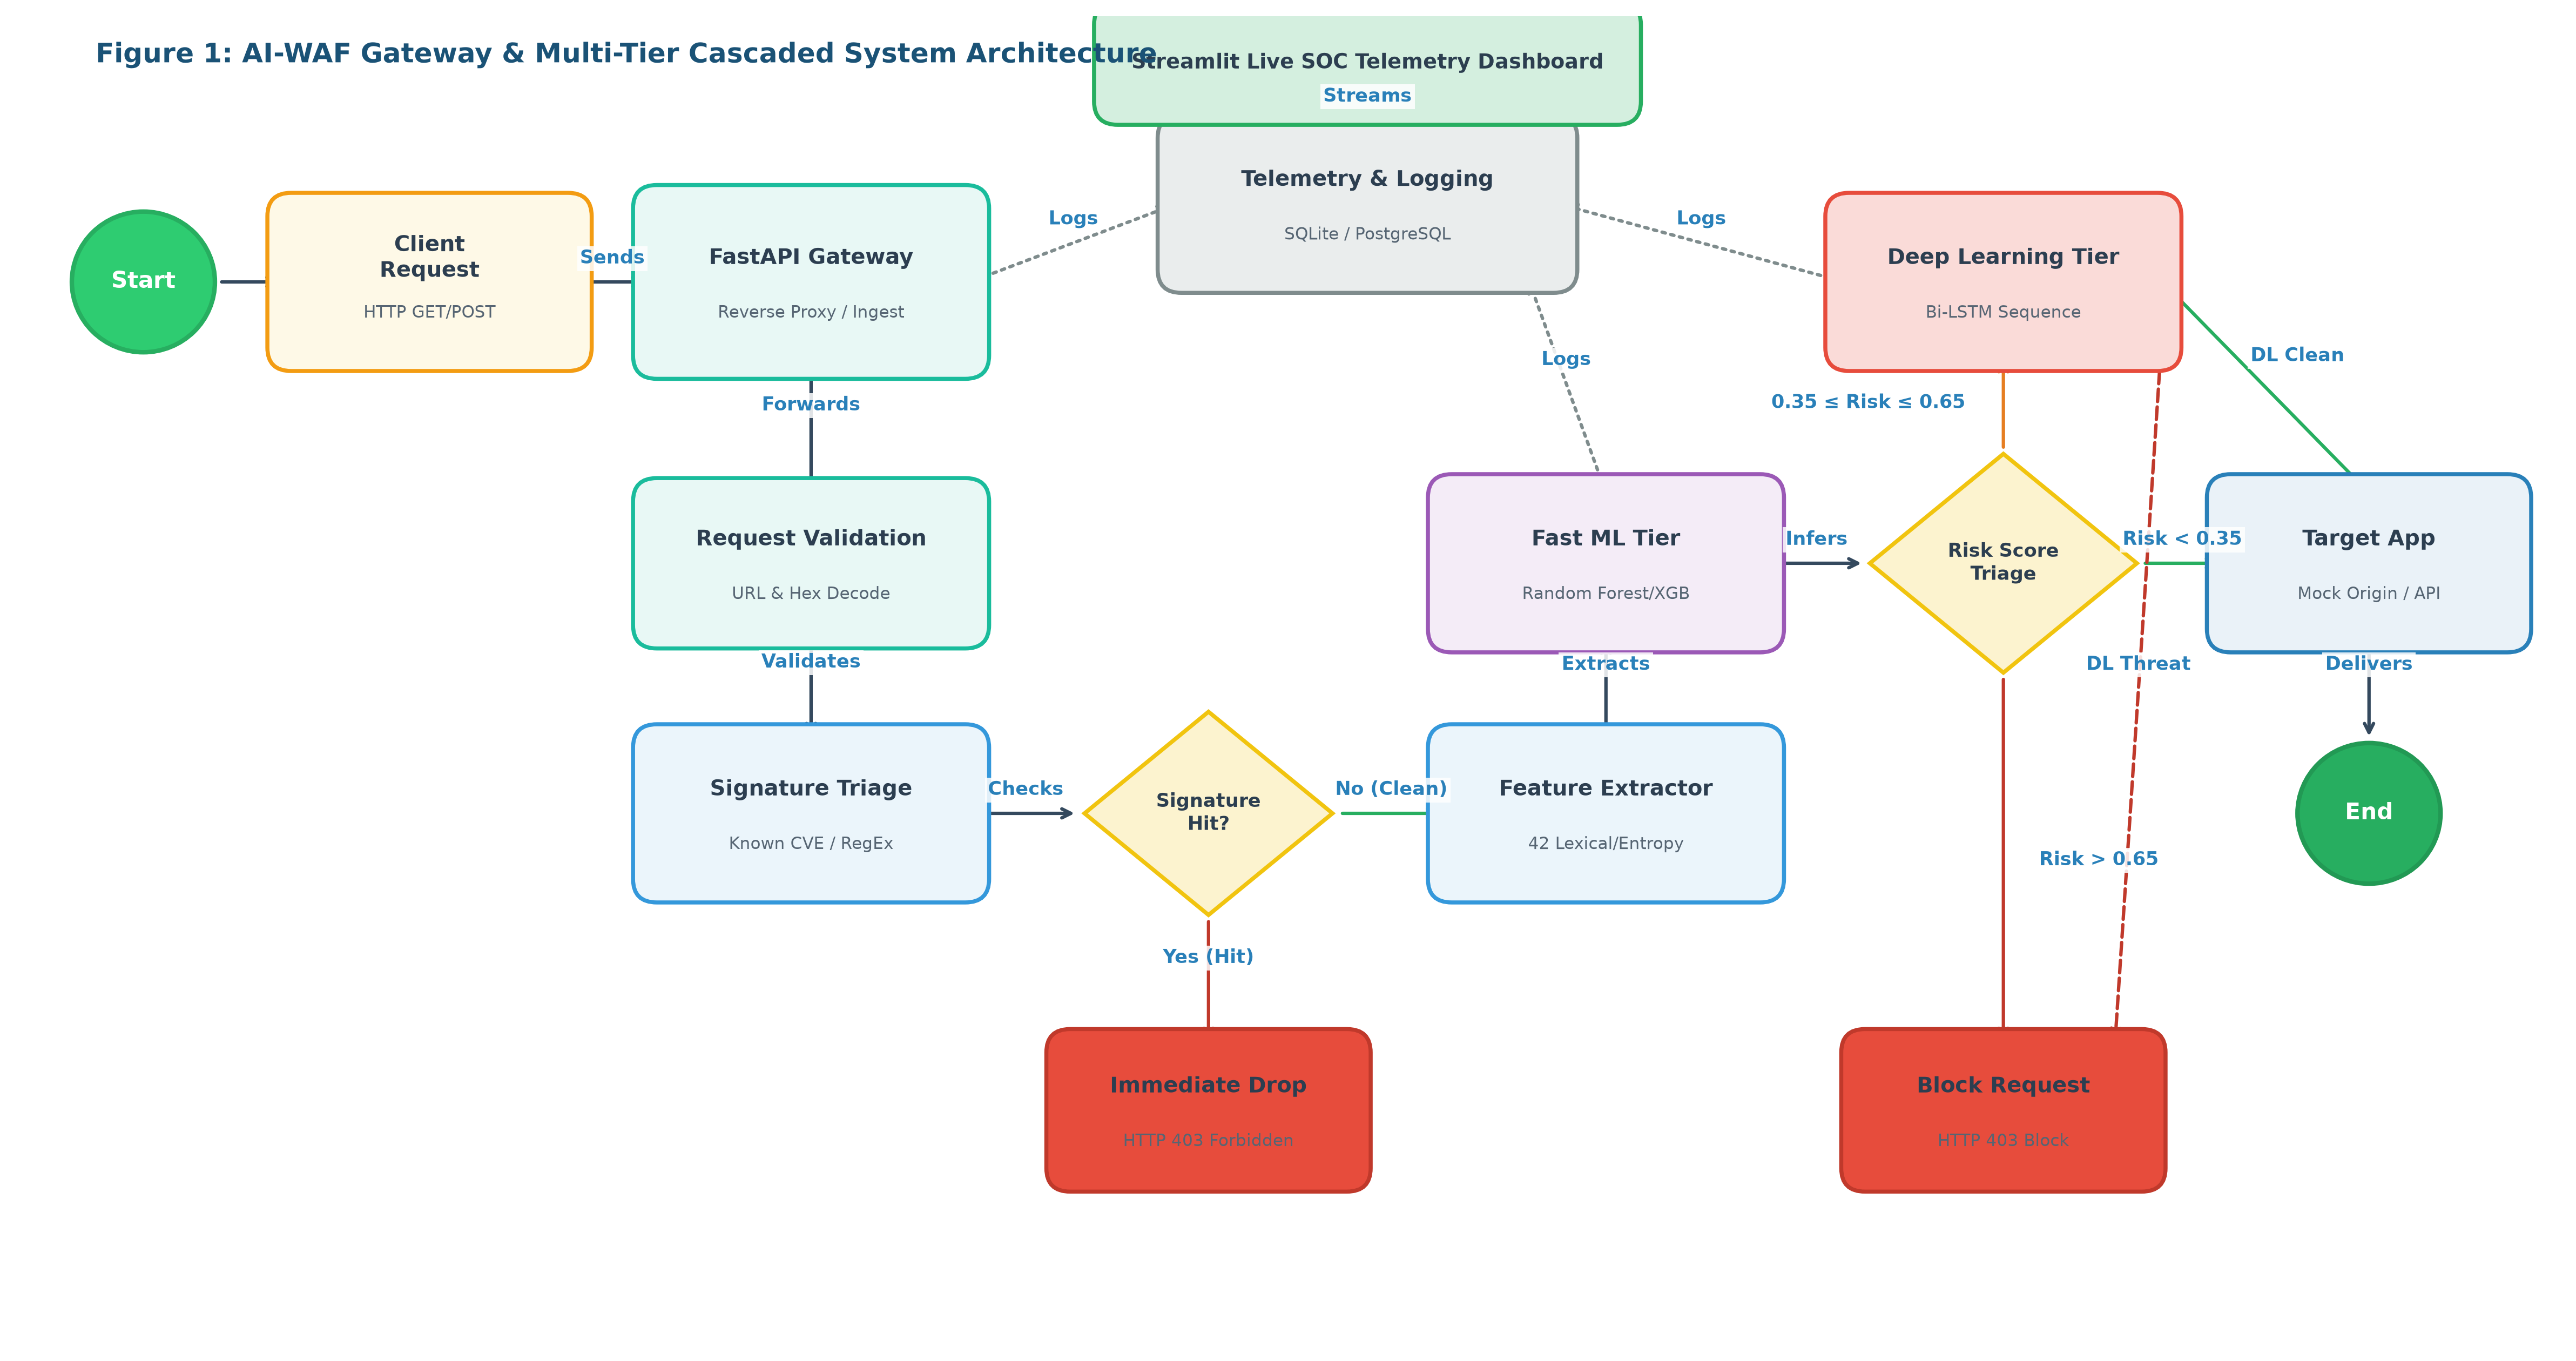 Figure 1: AI-WAF Gateway & Multi-Tier Cascaded System Architecture
Streamlit Live SOC Telemetry Dashboard
Streams
Telemetry & Logging
SQLite / PostgreSQL
Start
Client
Request
HTTP GET/POST
Sends
FastAPI Gateway
Reverse Proxy / Ingest
Logs
Logs
Logs
Deep Learning Tier
Bi-LSTM Sequence
DL Clean
Forwards
0.35 ≤ Risk ≤ 0.65
Request Validation
URL & Hex Decode
Fast ML Tier
Random Forest/XGB
Infers
Risk Score
Triage
Risk < 0.35
Target App
Mock Origin / API
Validates
Extracts
DL Threat
Delivers
Signature Triage
Known CVE / RegEx
Checks
Signature
Hit?
No (Clean)
Feature Extractor
42 Lexical/Entropy
Risk > 0.65
End
Yes (Hit)
Immediate Drop
HTTP 403 Forbidden
Block Request
HTTP 403 Block